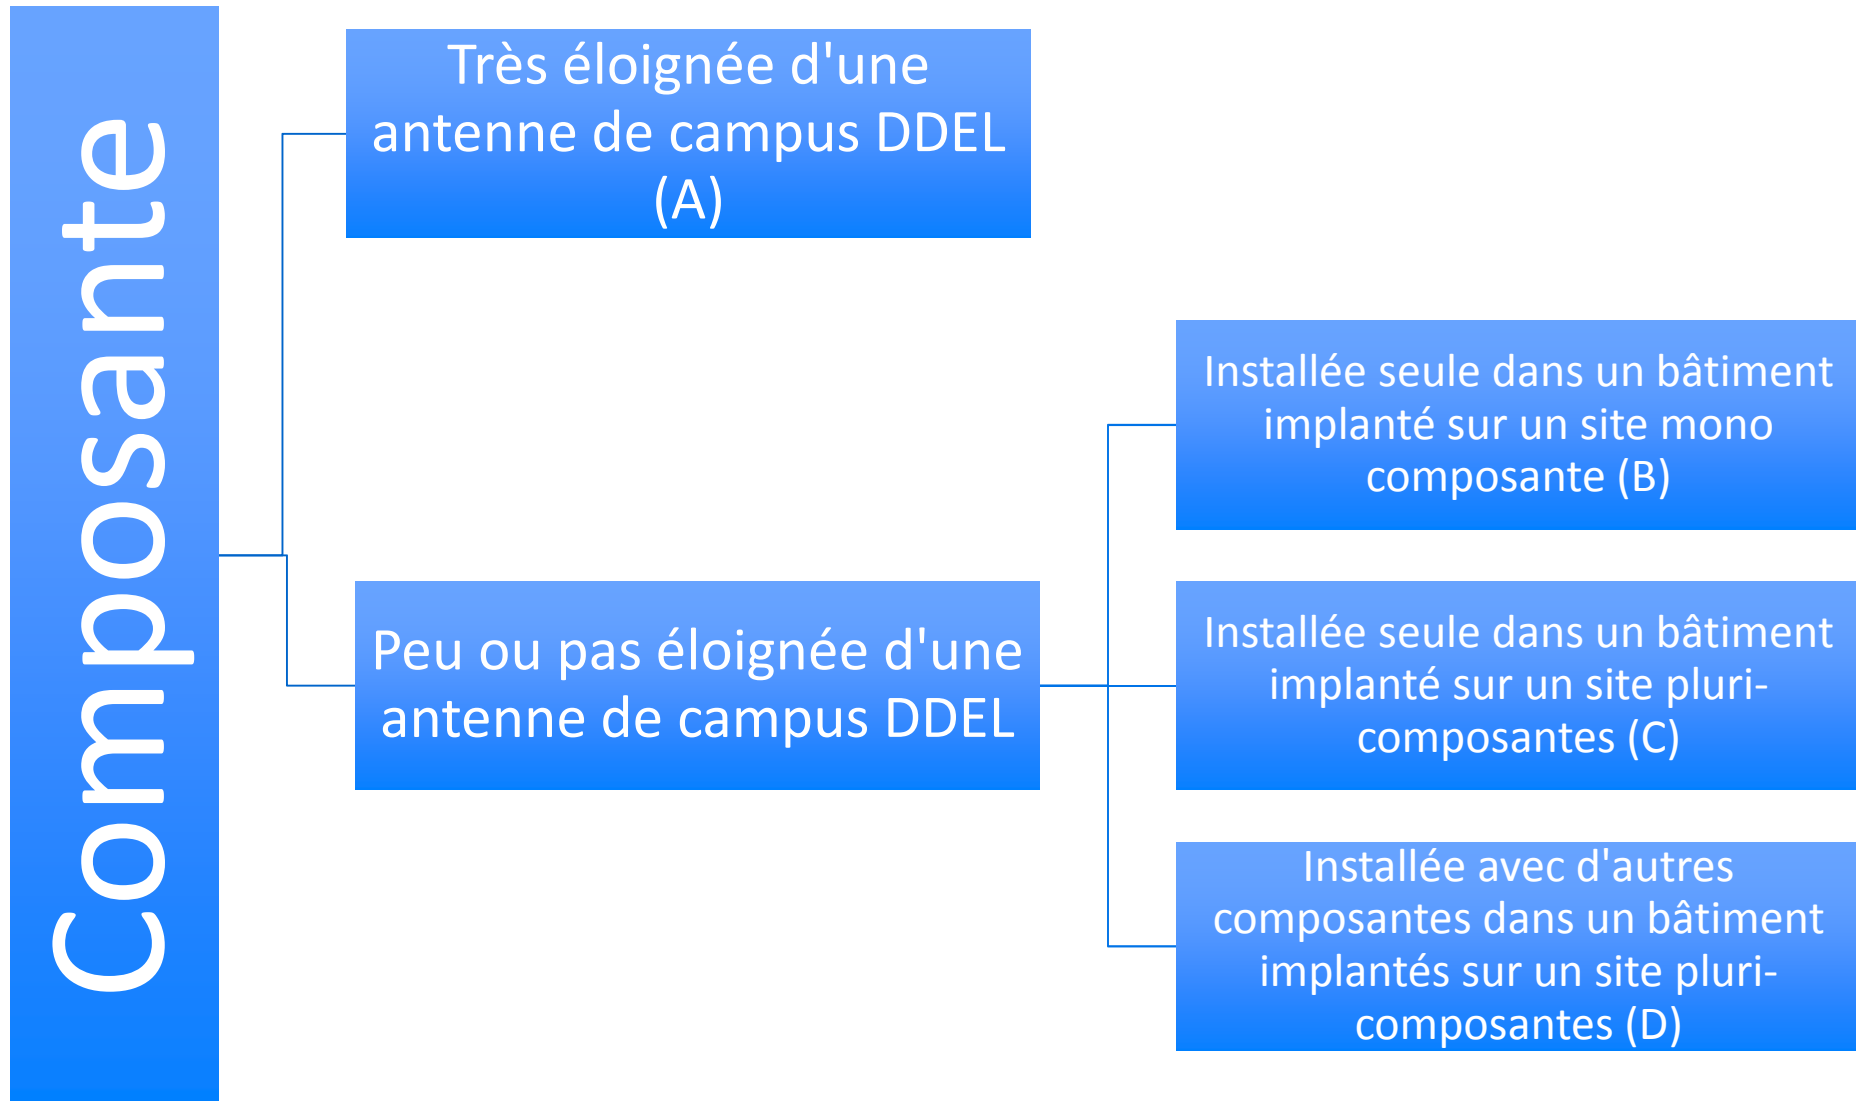 Composante
Très éloignée d'une
antenne de campus DDEL
(A)
Peu ou pas éloignée d'une
antenne de campus DDEL
Installée seule dans un bâtiment
implanté sur un site mono
composante (B)
Installée seule dans un bâtiment
implanté sur un site pluri-
composantes (C)
Installée avec d'autres
composantes dans un bâtiment
implantés sur un site pluri-
composantes (D)